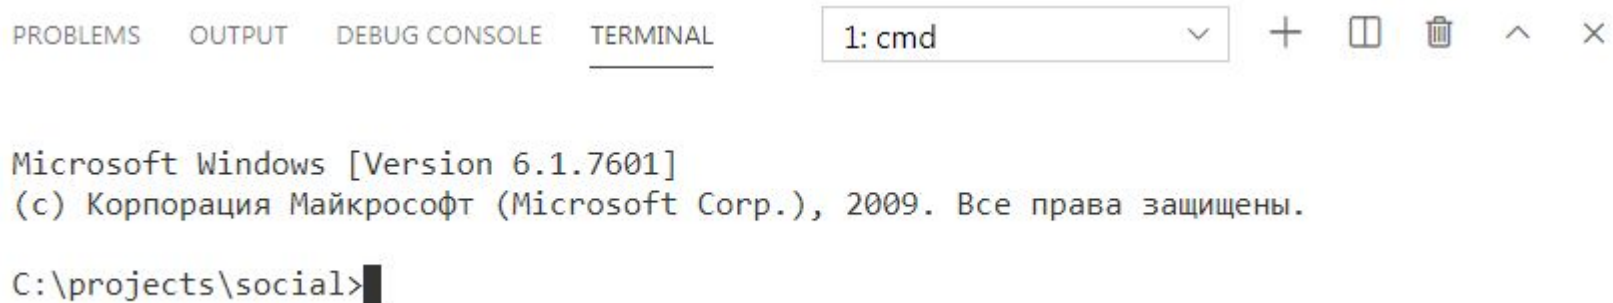 PROBLEMS OUTPUT DEBUG CONSOLE TERMINAL 1: cmd
Microsoft Windows [Version 6.1.7601]
(c) Корпорация Майкрософт (Microsoft Corp.), 2009. Все права защищены.
C:\projects\social>